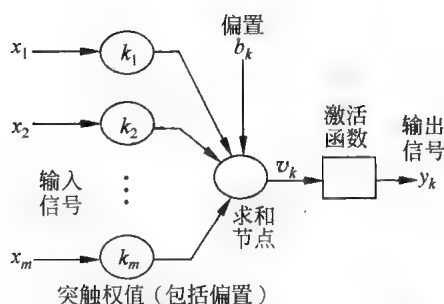 x₁
k₁
偏置
bₖ
x₂
k₂
激活
函数
输出
信号
输入
信号
⋮
vₖ
yₖ
求和
节点
xₘ
kₘ
突触权值（包括偏置）